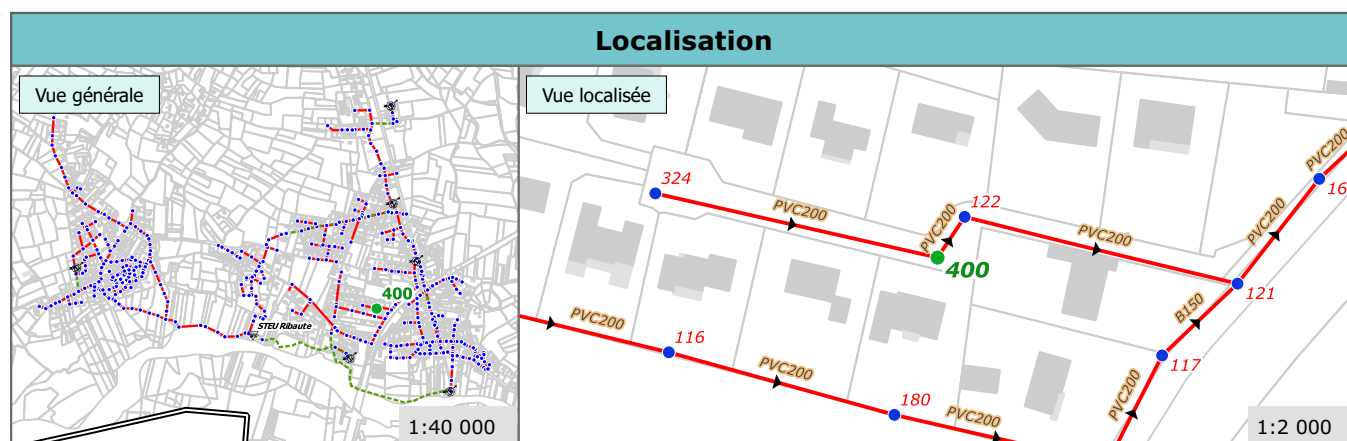 Localisation
Vue générale
400
STEU Ribaute
1:40 000
Vue localisée
324
PVC200
122
PVC200
400
PVC200
121
PVC200
PVC200
16
B150
117
PVC200
PVC200
116
PVC200
180
PVC200
1:2 000